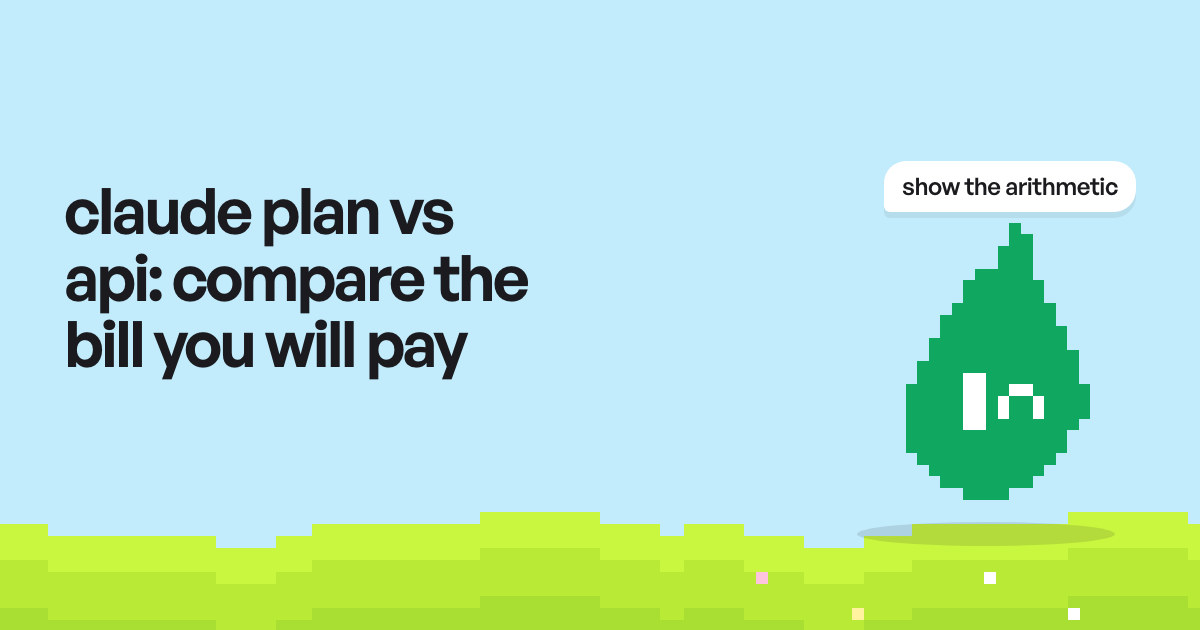 claude plan vs
api: compare the
bill you will pay
show the arithmetic